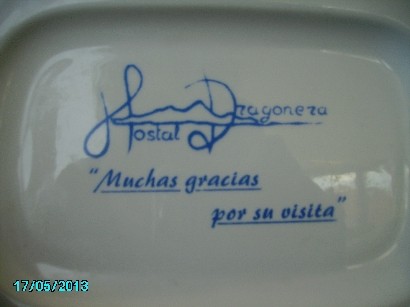 Hostal Dragonera
"Muchas gracias
por su visita"
17/05/2013